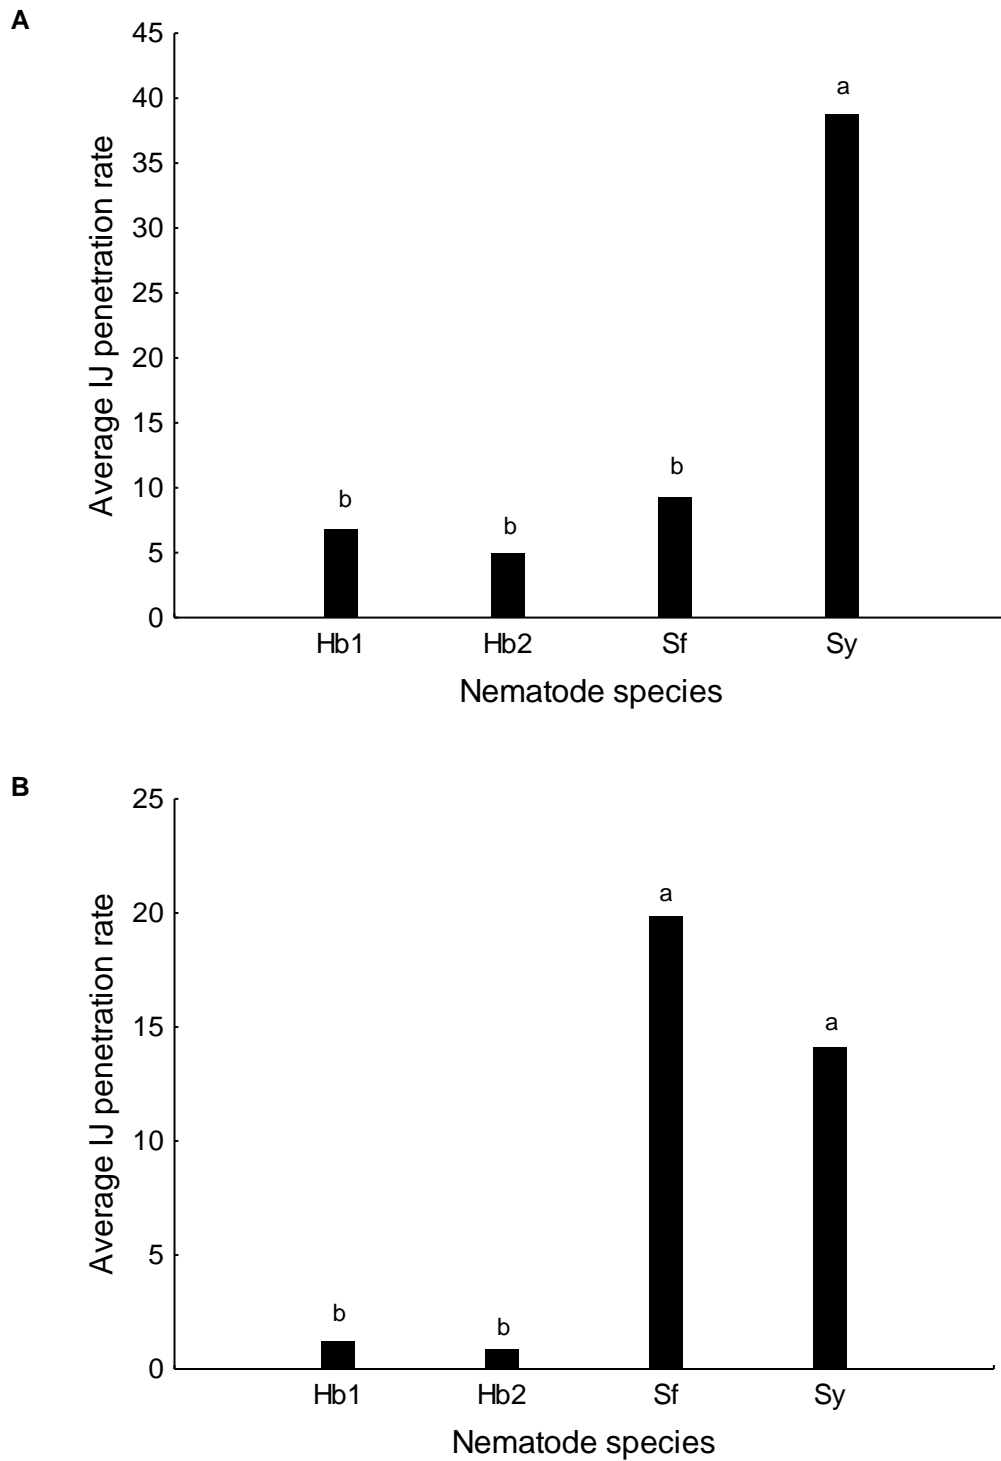 A
45
40
35
30
25
20
15
10
5
0
Average IJ penetration rate
b
b
b
a
Hb1 Hb2 Sf Sy
Nematode species
B
25
20
15
10
5
0
Average IJ penetration rate
b
b
a
a
Hb1 Hb2 Sf Sy
Nematode species